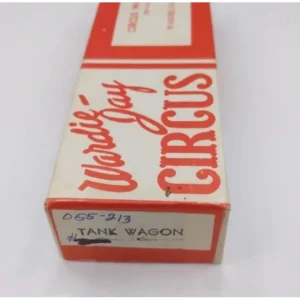 CIRCUS
Wardie-
Jay
CIRCUS
055-213
TANK WAGON